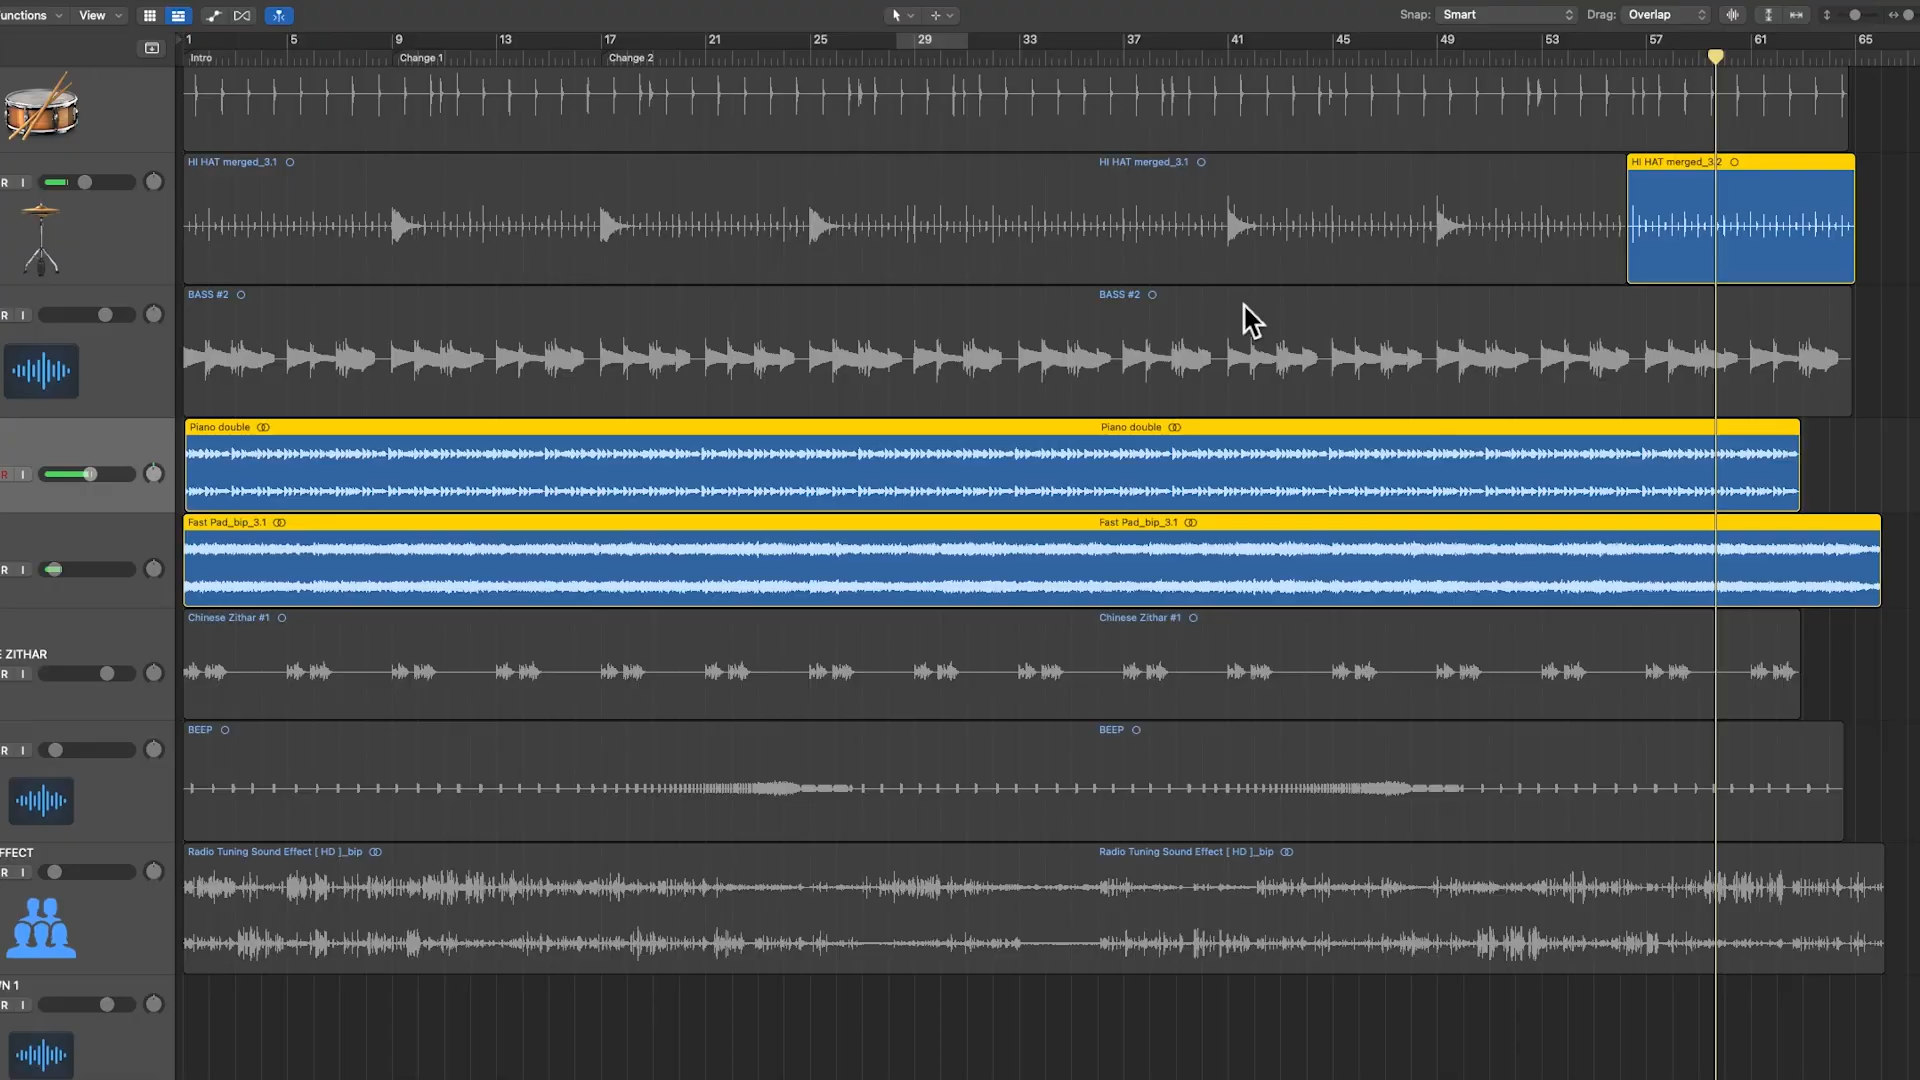 unctions View Snap: Smart Drag: Overlap
1 5 9 13 17 21 25 29 33 37 41 45 49 53 57 61 65
Intro Change 1 Change 2
HI HAT merged_3.1 HI HAT merged_3.1 HI HAT merged_3.2
R I
BASS #2 BASS #2
R I
Piano double Piano double
R I
Fast Pad_bip_3.1 Fast Pad_bip_3.1
R I
Chinese Zithar #1 Chinese Zithar #1
E ZITHAR
R I
BEEP BEEP
R I
Radio Tuning Sound Effect [ HD ]_bip Radio Tuning Sound Effect [ HD ]_bip
FFECT
R I
WN 1
R I